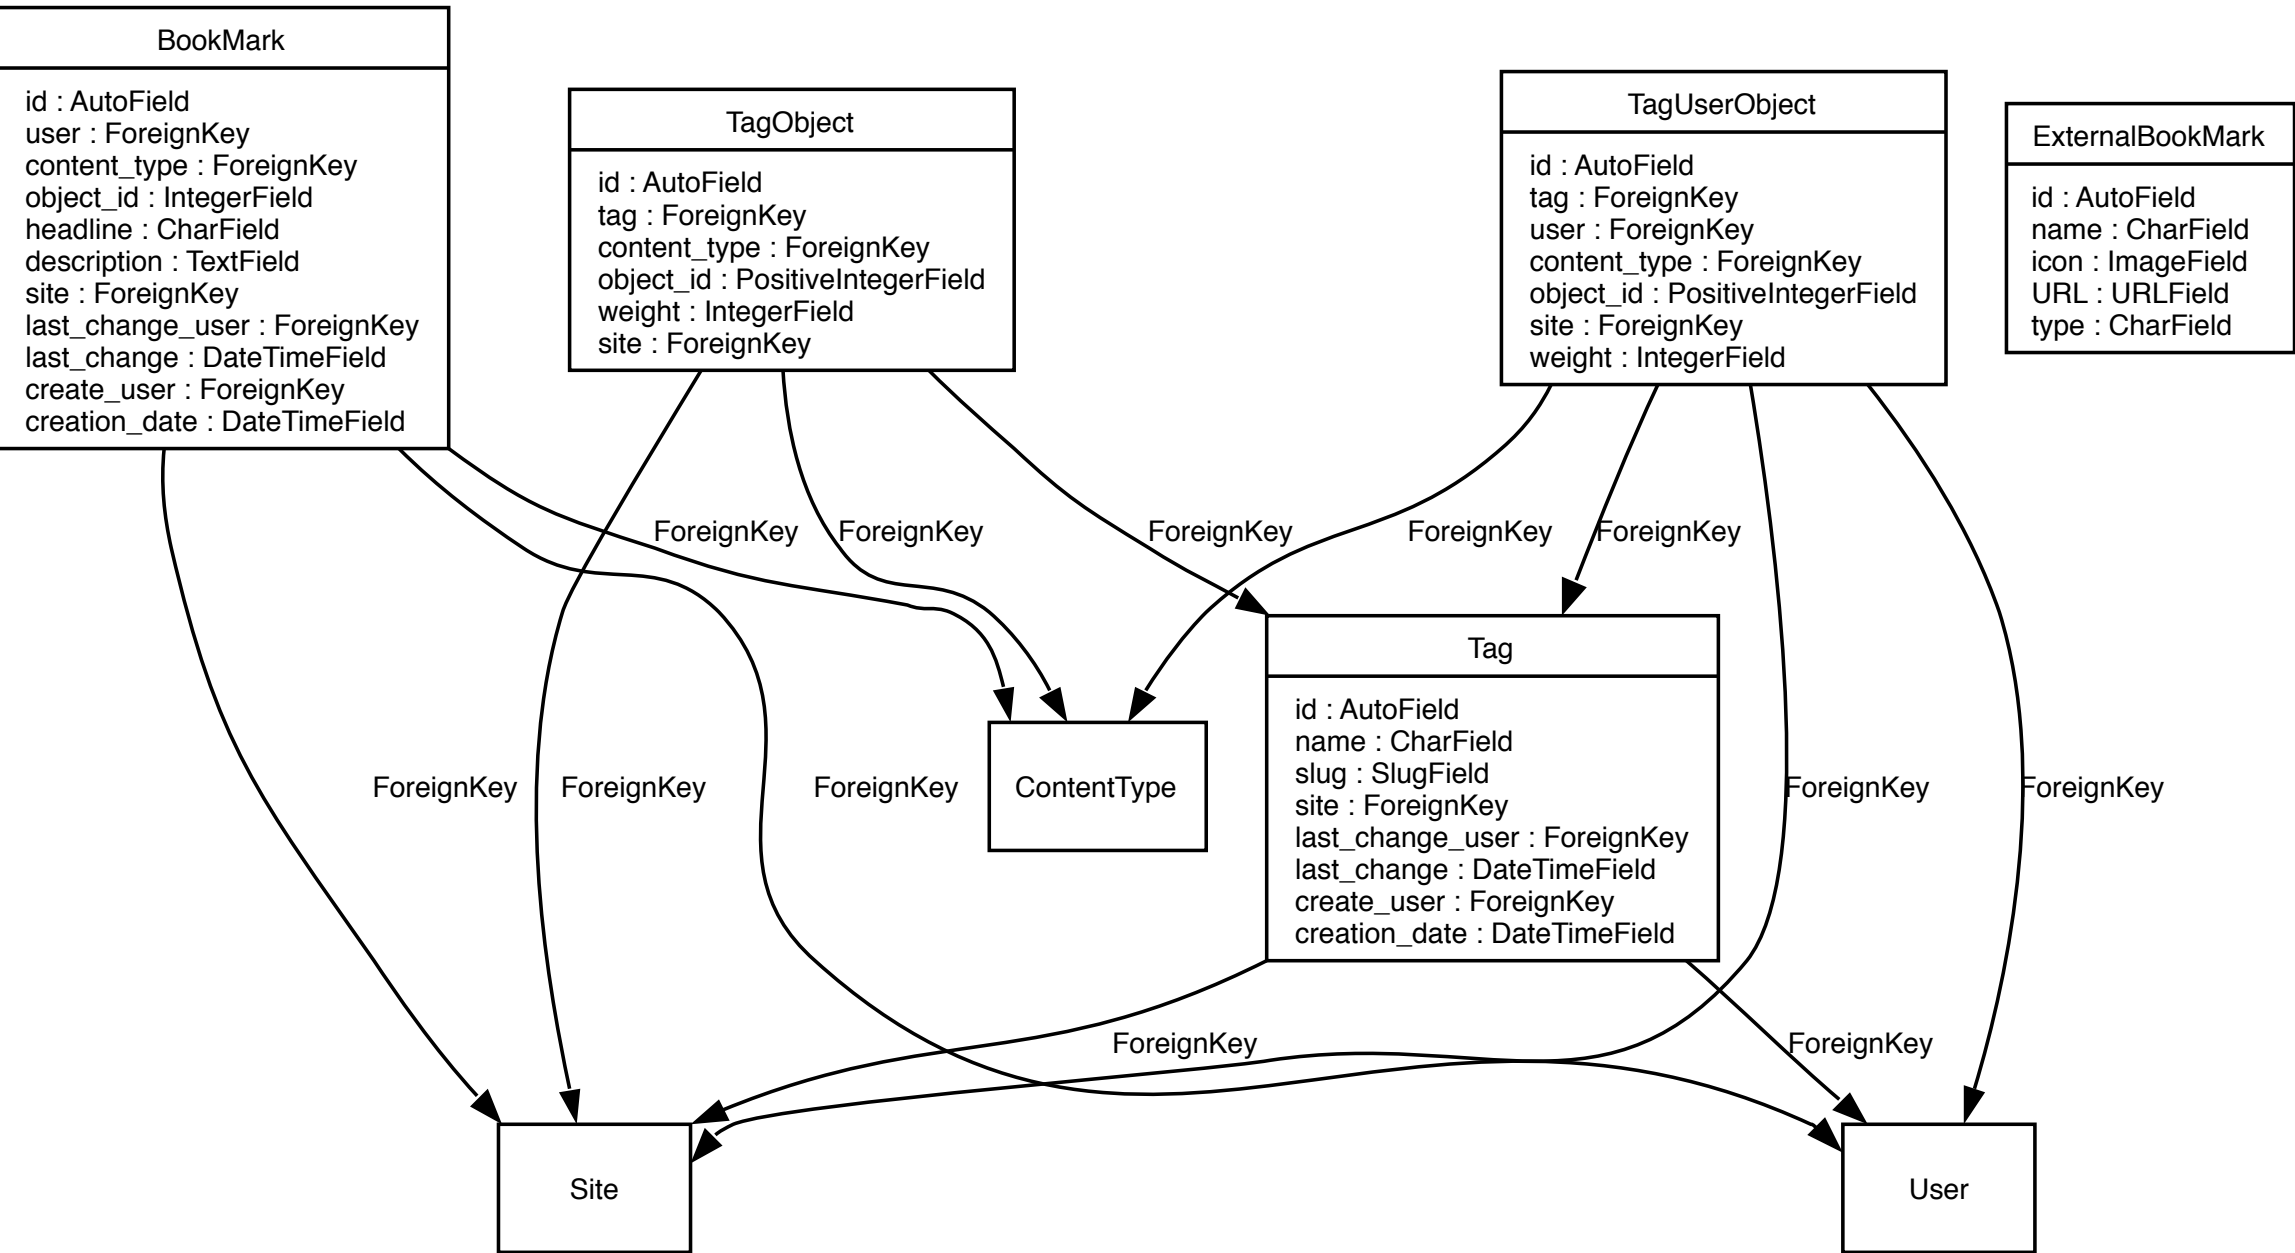 BookMark
id : AutoField
user : ForeignKey
content_type : ForeignKey
object_id : IntegerField
headline : CharField
description : TextField
site : ForeignKey
last_change_user : ForeignKey
last_change : DateTimeField
create_user : ForeignKey
creation_date : DateTimeField
TagObject
id : AutoField
tag : ForeignKey
content_type : ForeignKey
object_id : PositiveIntegerField
weight : IntegerField
site : ForeignKey
TagUserObject
id : AutoField
tag : ForeignKey
user : ForeignKey
content_type : ForeignKey
object_id : PositiveIntegerField
site : ForeignKey
weight : IntegerField
ExternalBookMark
id : AutoField
name : CharField
icon : ImageField
URL : URLField
type : CharField
ForeignKey
ForeignKey
ForeignKey
ForeignKey
ForeignKey
Tag
id : AutoField
name : CharField
slug : SlugField
site : ForeignKey
last_change_user : ForeignKey
last_change : DateTimeField
create_user : ForeignKey
creation_date : DateTimeField
ForeignKey
ForeignKey
ForeignKey
ContentType
ForeignKey
ForeignKey
ForeignKey
ForeignKey
Site
User